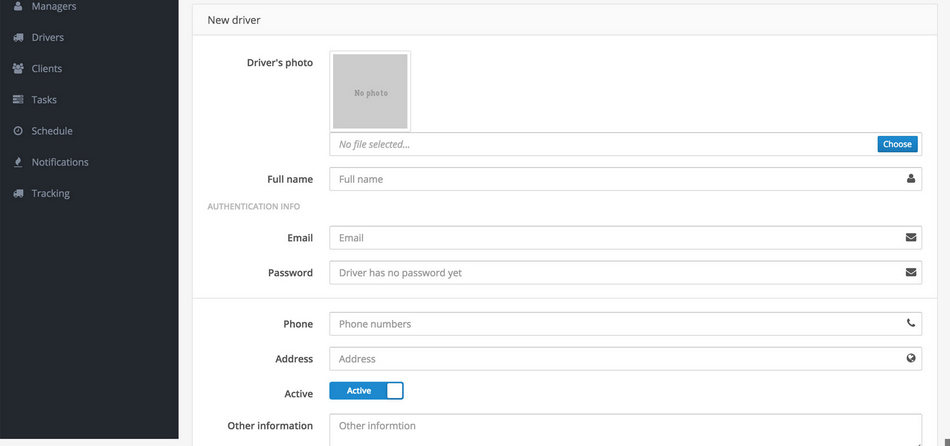 Managers
Drivers
Clients
Tasks
Schedule
Notifications
Tracking
New driver
Driver's photo
No photo
No file selected...
Choose
Full name
Full name
AUTHENTICATION INFO
Email
Email
Password
Driver has no password yet
Phone
Phone numbers
Address
Address
Active
Active
Other information
Other informtion